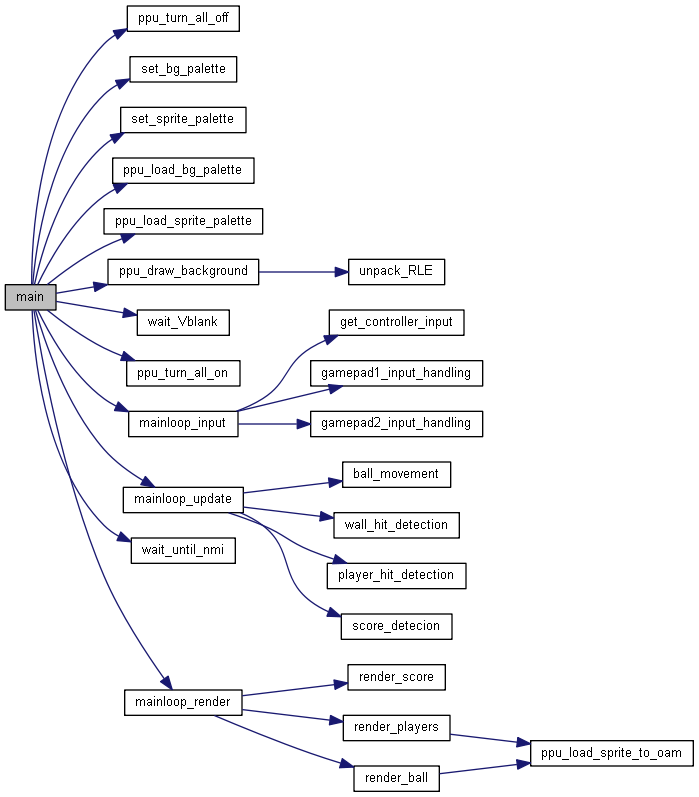 ppu_turn_all_off
set_bg_palette
set_sprite_palette
ppu_load_bg_palette
ppu_load_sprite_palette
main
ppu_draw_background
unpack_RLE
wait_Vblank
get_controller_input
ppu_turn_all_on
gamepad1_input_handling
mainloop_input
gamepad2_input_handling
ball_movement
mainloop_update
wall_hit_detection
wait_until_nmi
player_hit_detection
score_detecion
render_score
mainloop_render
render_players
ppu_load_sprite_to_oam
render_ball